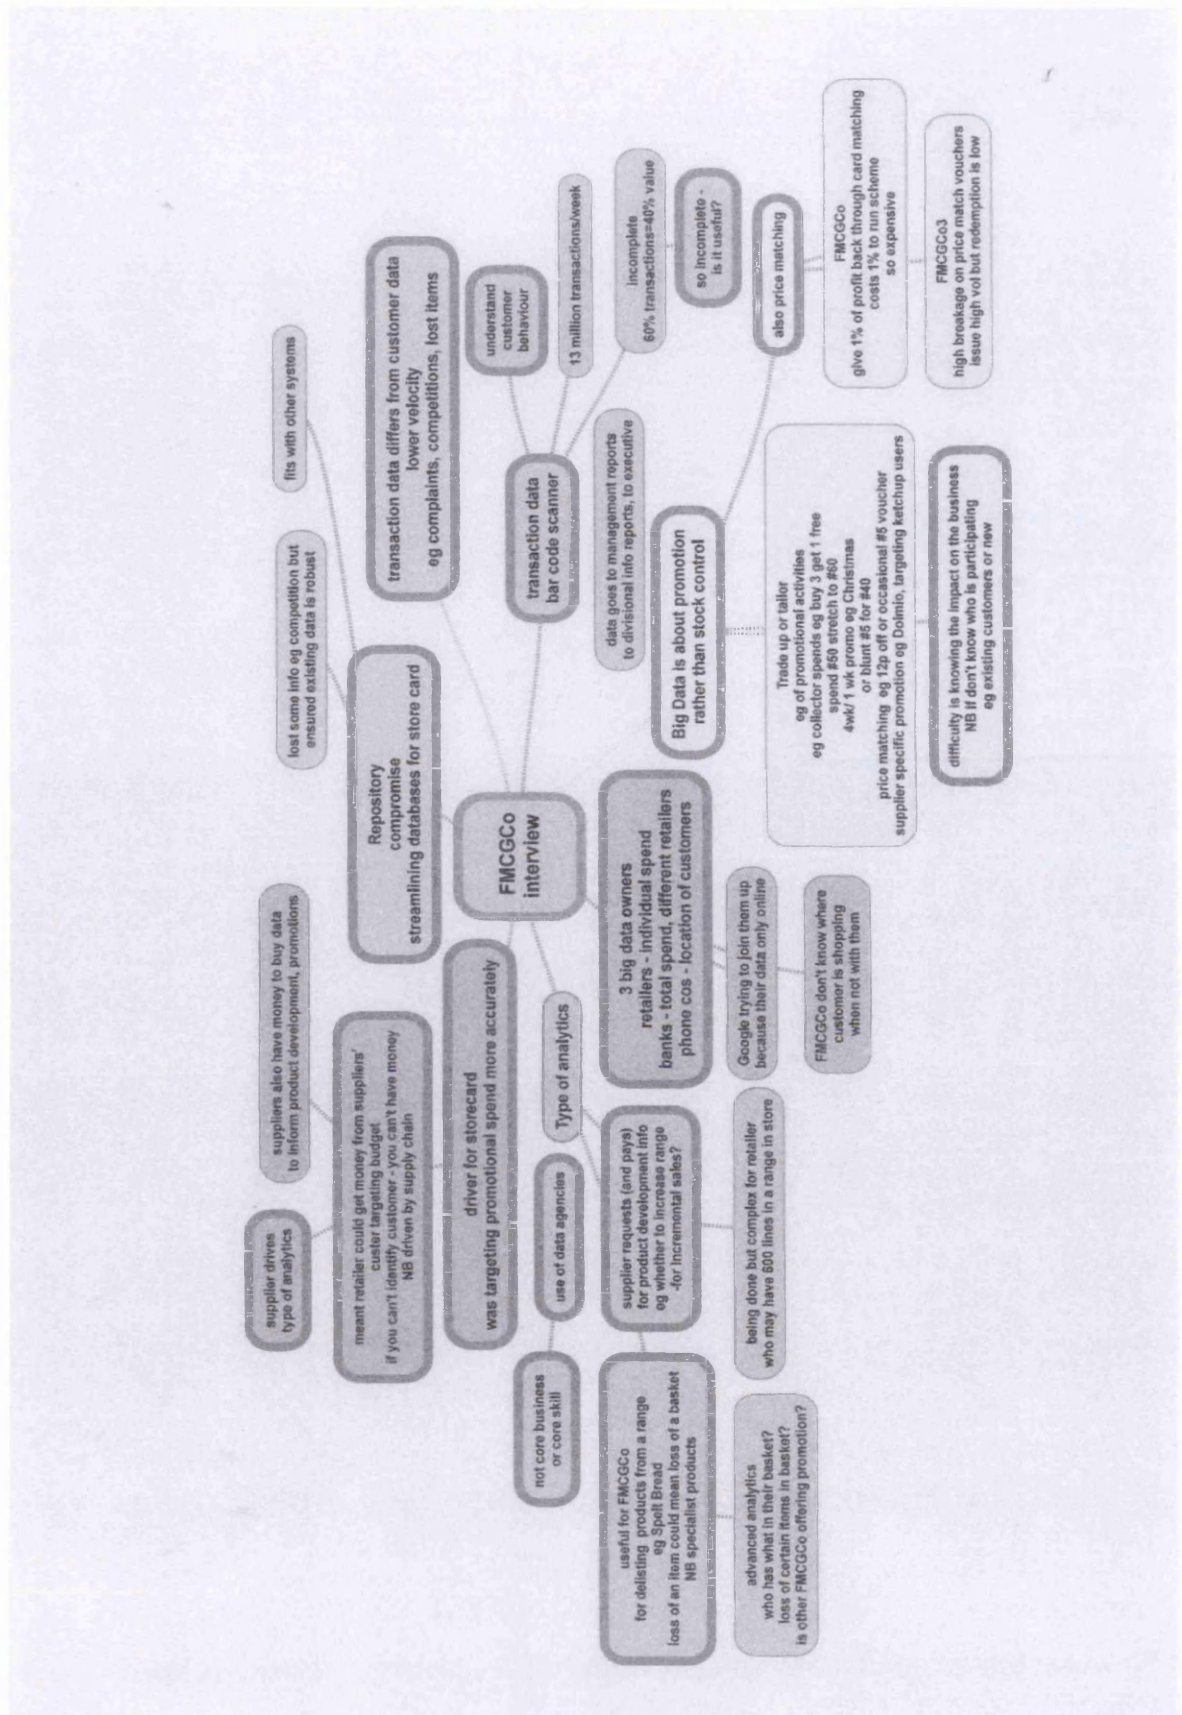 supplier drives
type of analytics
suppliers also have money to buy data
to inform product development, promotions
lost some info eg competition but
ensured existing data is robust
fits with other systems
meant retailer could get money from suppliers'
custer targeting budget
if you can't identify customer - you can't have money
NB driven by supply chain
Repository
compromise
streamlining databases for store card
transaction data differs from customer data
lower velocity
eg complaints, competitions, lost items
driver for storecard
was targeting promotional spend more accurately
FMCGCo
interview
transaction data
bar code scanner
understand
customer
behaviour
13 million transactions/week
incomplete
60% transactions=40% value
so incomplete -
is it useful?
not core business
or core skill
use of data agencies
Type of analytics
data goes to management reports
to divisional info reports, to executive
useful for FMCGCo
for delisting products from a range
eg Spelt Bread
loss of an item could mean loss of a basket
NB specialist products
supplier requests (and pays)
for product development info
eg whether to increase range
-for incremental sales?
3 big data owners
retailers - individual spend
banks - total spend, different retailers
phone cos - location of customers
Big Data is about promotion
rather than stock control
also price matching
advanced analytics
who has what in their basket?
loss of certain items in basket?
is other FMCGCo offering promotion?
being done but complex for retailer
who may have 600 lines in a range in store
Google trying to join them up
because their data only online
FMCGCo don't know where
customer is shopping
when not with them
Trade up or tailor
eg of promotional activities
eg collector spends eg buy 3 get 1 free
spend #50 stretch to #60
4wk/ 1 wk promo eg Christmas
or blunt #5 for #40
price matching eg 12p off or occasional #5 voucher
supplier specific promotion eg Dolmio, targeting ketchup users
FMCGCo
give 1% of profit back through card matching
costs 1% to run scheme
so expensive
difficulty is knowing the impact on the business
NB if don't know who is participating
eg existing customers or new
FMCGCo3
high breakage on price match vouchers
issue high vol but redemption is low